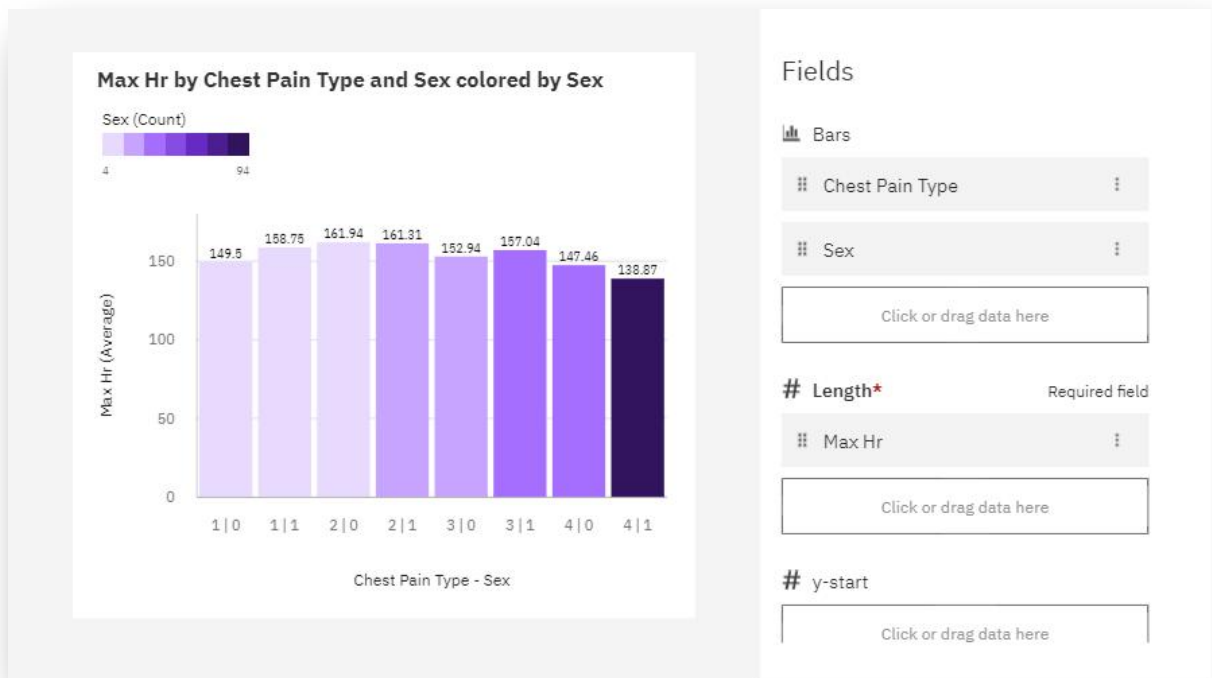 Max Hr by Chest Pain Type and Sex colored by Sex
Sex (Count)
4 94
149.5 158.75 161.94 161.31 152.94 157.04 147.46 138.87
150
100
50
0
Max Hr (Average)
1|0 1|1 2|0 2|1 3|0 3|1 4|0 4|1
Chest Pain Type - Sex
Fields
Bars
Chest Pain Type
Sex
Click or drag data here
# Length* Required field
Max Hr
Click or drag data here
# y-start
Click or drag data here